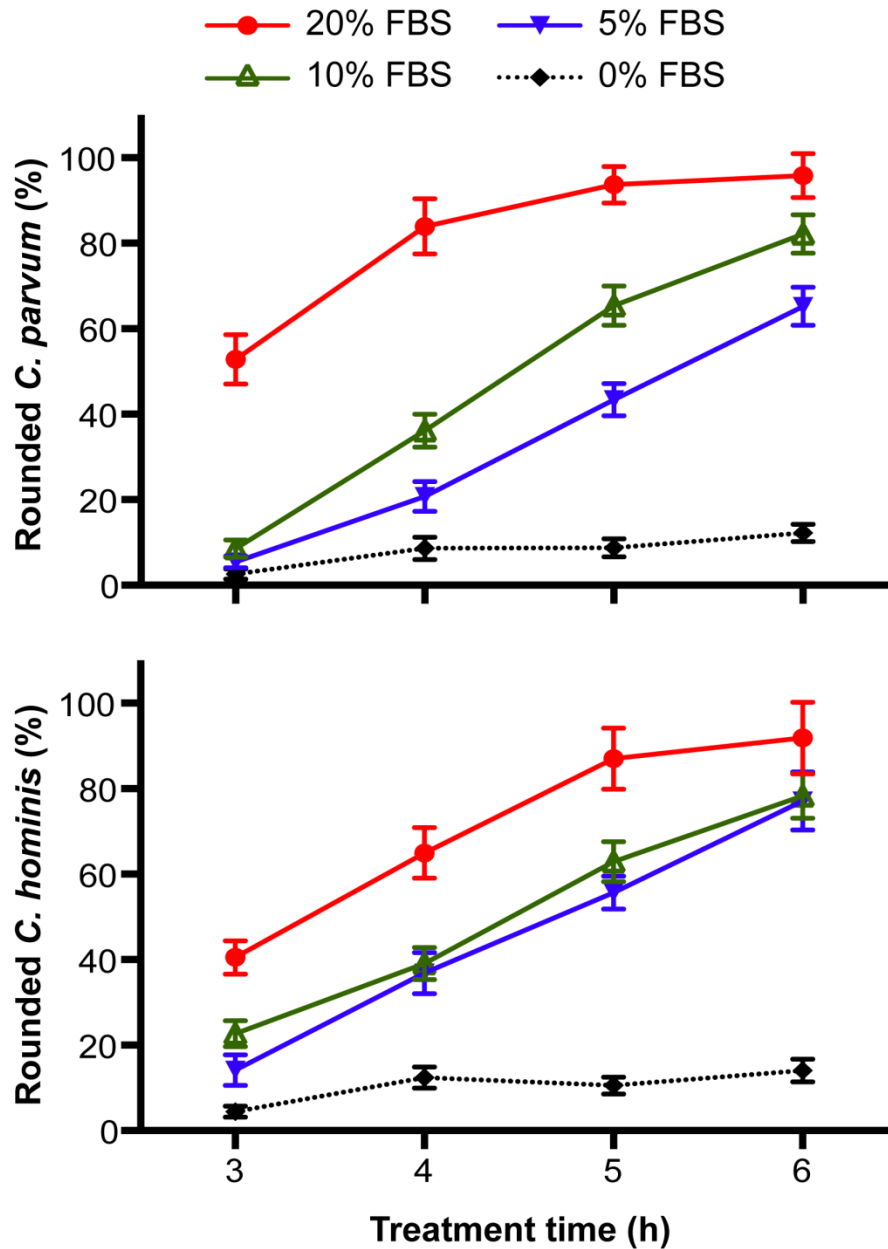 20% FBS
5% FBS
10% FBS
0% FBS
Rounded C. parvum (%)
100
80
60
40
20
0
Rounded C. hominis (%)
100
80
60
40
20
0
3 4 5 6
Treatment time (h)